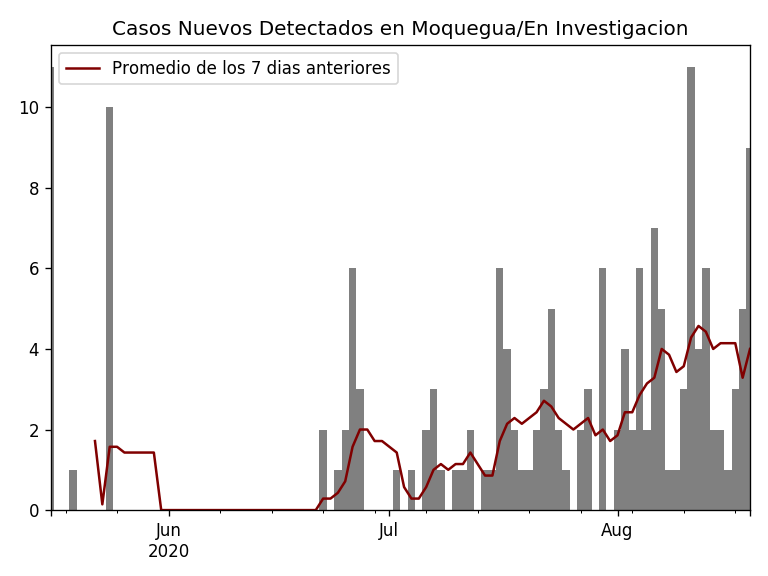 Casos Nuevos Detectados en Moquegua/En Investigacion
Promedio de los 7 dias anteriores
10
8
6
4
2
0
Jun
2020
Jul
Aug